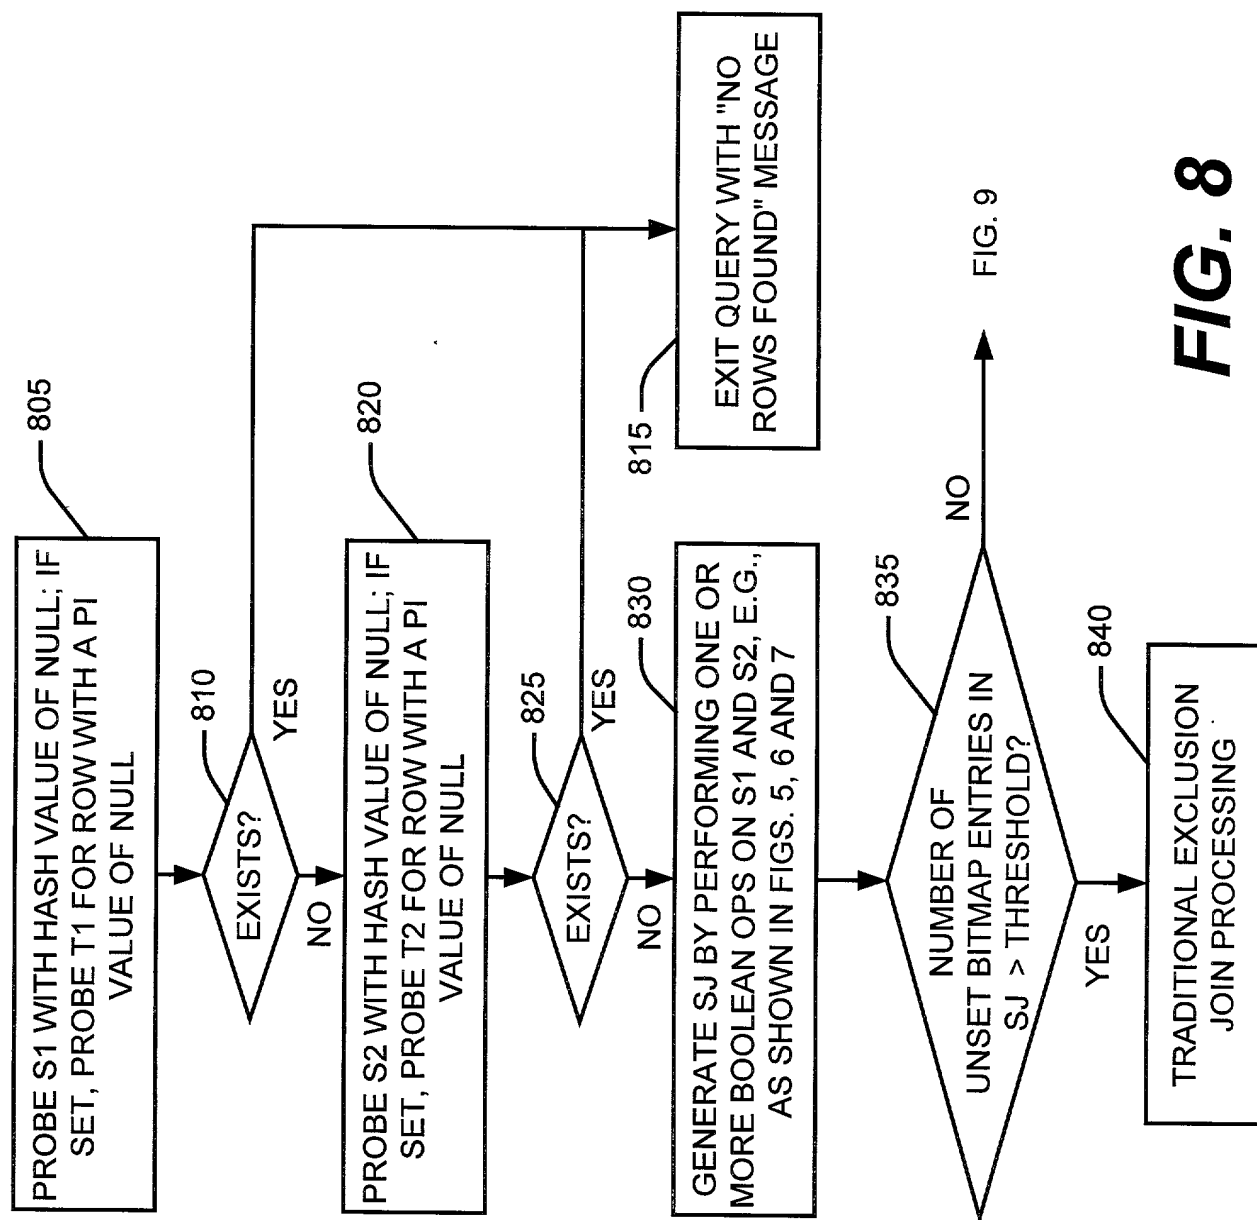 PROBE S1 WITH HASH VALUE OF NULL; IF
SET, PROBE T1 FOR ROW WITH A PI
VALUE OF NULL
805
EXISTS?
810
YES
NO
PROBE S2 WITH HASH VALUE OF NULL; IF
SET, PROBE T2 FOR ROW WITH A PI
VALUE OF NULL
820
EXISTS?
825
YES
NO
EXIT QUERY WITH "NO
ROWS FOUND" MESSAGE
815
GENERATE SJ BY PERFORMING ONE OR
MORE BOOLEAN OPS ON S1 AND S2, E.G.,
AS SHOWN IN FIGS. 5, 6 AND 7
830
NUMBER OF
UNSET BITMAP ENTRIES IN
SJ > THRESHOLD?
835
NO
FIG. 9
YES
TRADITIONAL EXCLUSION
JOIN PROCESSING
840
FIG. 8